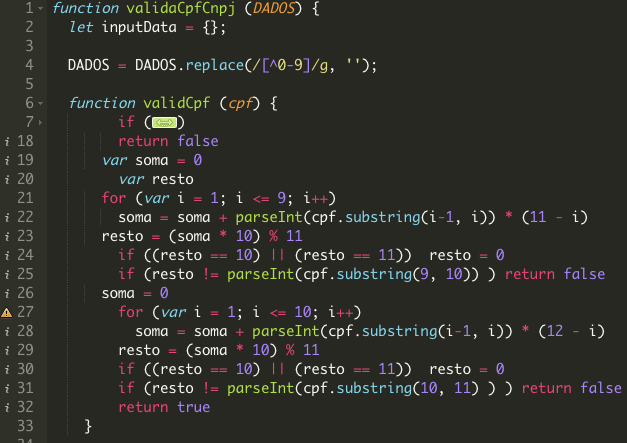 1 function validaCpfCnpj (DADOS) {
2 let inputData = {};
3
4 DADOS = DADOS.replace(/[^0-9]/g, '');
5
6 function validCpf (cpf) {
7 if (↔)
18 return false
19 var soma = 0
20 var resto
21 for (var i = 1; i <= 9; i++)
22 soma = soma + parseInt(cpf.substring(i-1, i)) * (11 - i)
23 resto = (soma * 10) % 11
24 if ((resto == 10) || (resto == 11))  resto = 0
25 if (resto != parseInt(cpf.substring(9, 10)) ) return false
26 soma = 0
27 for (var i = 1; i <= 10; i++)
28 soma = soma + parseInt(cpf.substring(i-1, i)) * (12 - i)
29 resto = (soma * 10) % 11
30 if ((resto == 10) || (resto == 11))  resto = 0
31 if (resto != parseInt(cpf.substring(10, 11) ) ) return false
32 return true
33 }